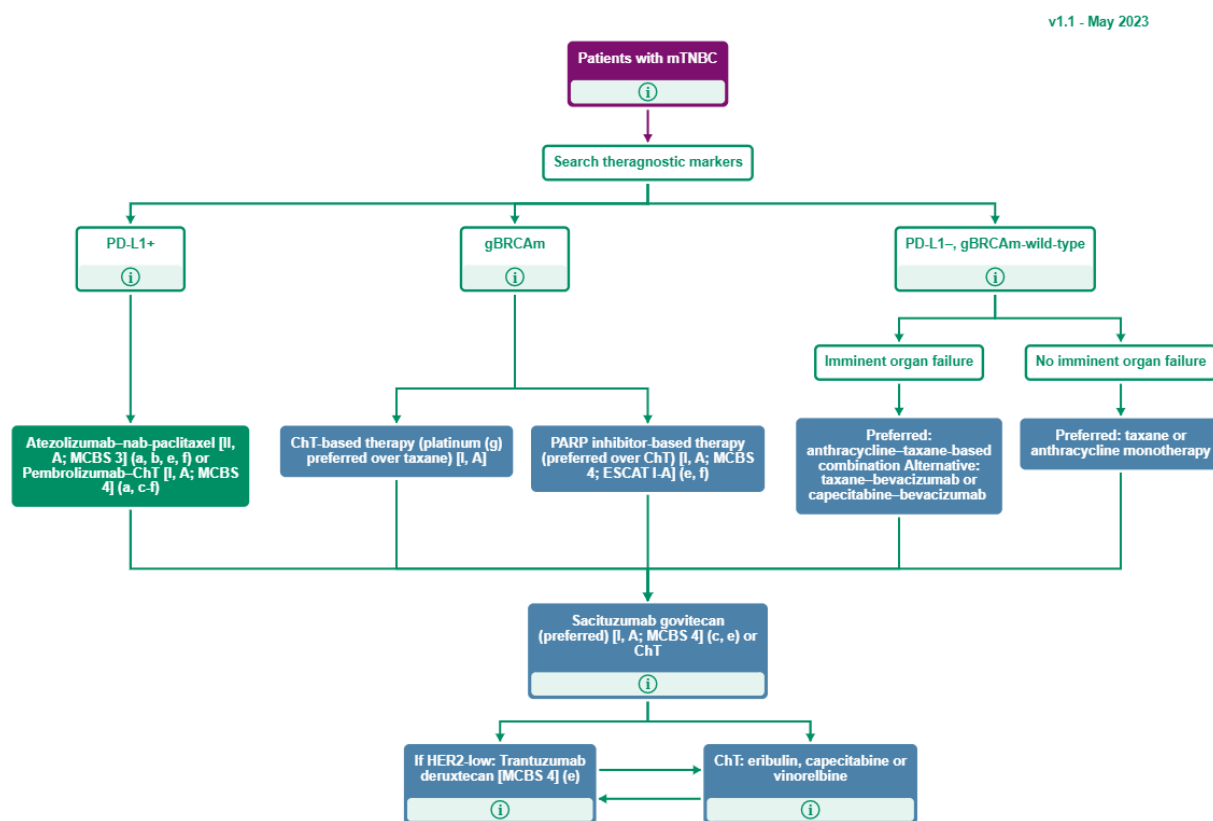 v1.1 - May 2023
Patients with mTNBC
i
Search theragnostic markers
PD-L1+
i
gBRCAm
i
PD-L1–, gBRCAm-wild-type
i
Imminent organ failure
No imminent organ failure
Atezolizumab–nab-paclitaxel [II,
A; MCBS 3] (a, b, e, f) or
Pembrolizumab–ChT [I, A; MCBS
4] (a, c-f)
ChT-based therapy (platinum (g)
preferred over taxane) [I, A]
PARP inhibitor-based therapy
(preferred over ChT) [I, A; MCBS
4; ESCAT I-A] (e, f)
Preferred:
anthracycline–taxane-based
combination Alternative:
taxane–bevacizumab or
capecitabine–bevacizumab
Preferred: taxane or
anthracycline monotherapy
Sacituzumab govitecan
(preferred) [I, A; MCBS 4] (c, e) or
ChT
i
If HER2-low: Trantuzumab
deruxtecan [MCBS 4] (e)
i
ChT: eribulin, capecitabine or
vinorelbine
i